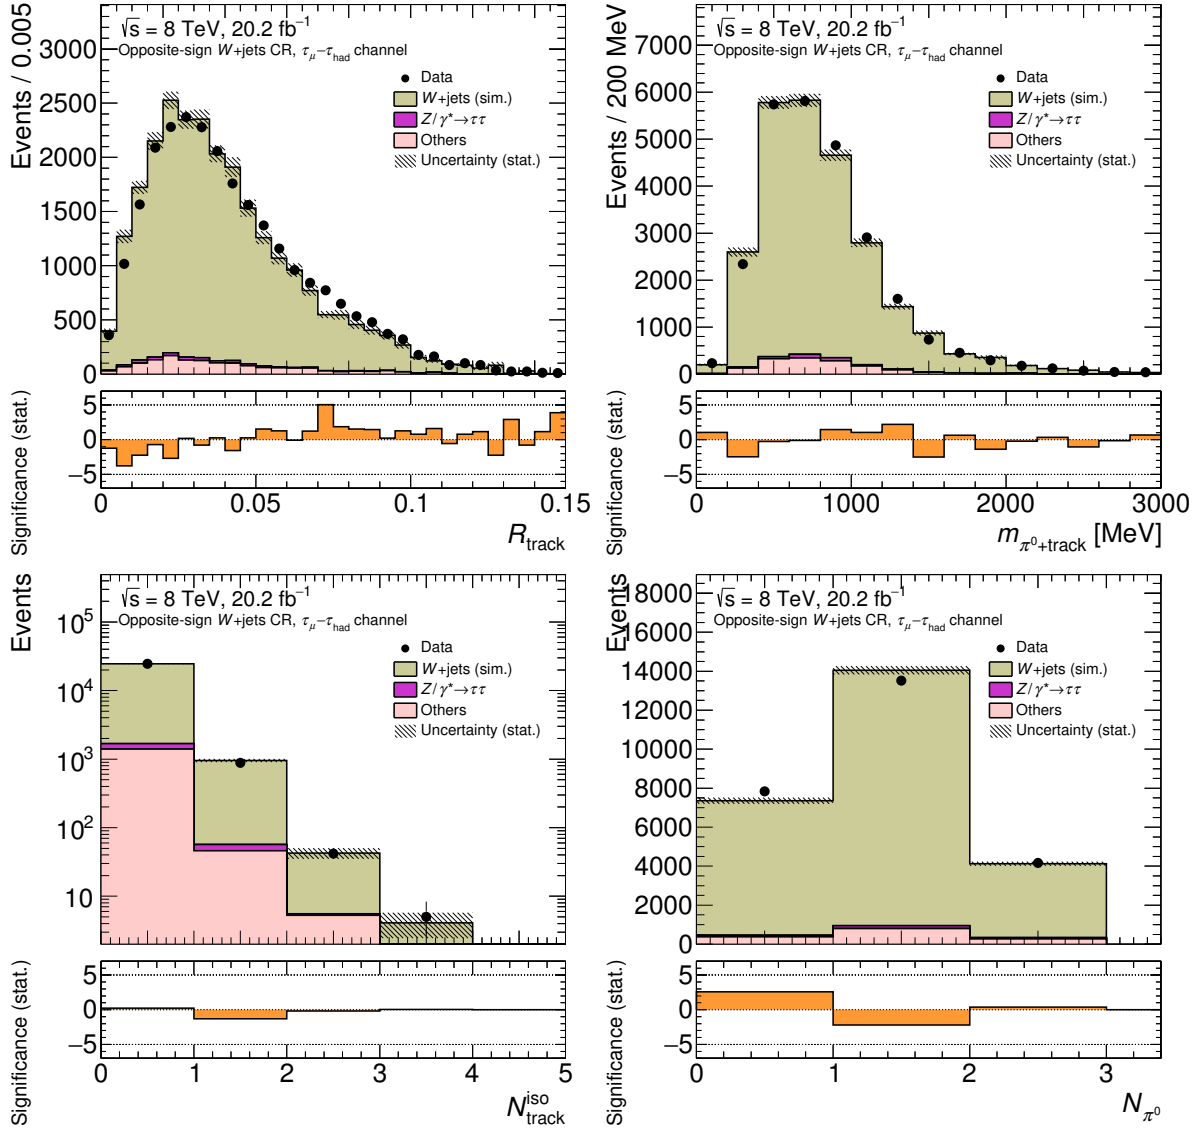 Events / 0.005
√s = 8 TeV, 20.2 fb⁻¹
Opposite-sign W+jets CR, τμ−τhad channel
Data
W+jets (sim.)
Z/γ*→ττ
Others
Uncertainty (stat.)
3000
2500
2000
1500
1000
500
0
Significance (stat.)
5
0
−5
0 0.05 0.1 0.15
Rtrack
Events / 200 MeV
√s = 8 TeV, 20.2 fb⁻¹
Opposite-sign W+jets CR, τμ−τhad channel
Data
W+jets (sim.)
Z/γ*→ττ
Others
Uncertainty (stat.)
7000
6000
5000
4000
3000
2000
1000
0
Significance (stat.)
5
0
−5
0 1000 2000 3000
mπ⁰+track [MeV]
Events
√s = 8 TeV, 20.2 fb⁻¹
Opposite-sign W+jets CR, τμ−τhad channel
Data
W+jets (sim.)
Z/γ*→ττ
Others
Uncertainty (stat.)
10⁵
10⁴
10³
10²
10
Significance (stat.)
5
0
−5
0 1 2 3 4 5
N iso track
Events
√s = 8 TeV, 20.2 fb⁻¹
Opposite-sign W+jets CR, τμ−τhad channel
Data
W+jets (sim.)
Z/γ*→ττ
Others
Uncertainty (stat.)
18000
16000
14000
12000
10000
8000
6000
4000
2000
0
Significance (stat.)
5
0
−5
0 1 2 3
Nπ⁰